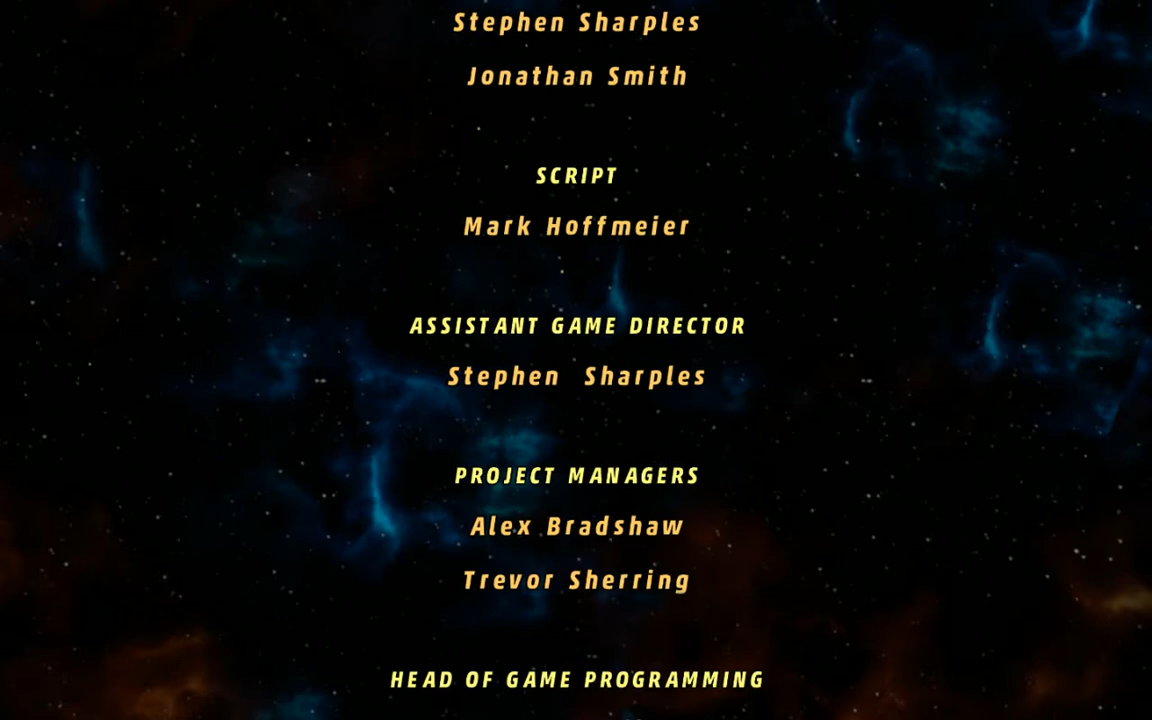 Stephen Sharples
Jonathan Smith
SCRIPT
Mark Hoffmeier
ASSISTANT GAME DIRECTOR
Stephen Sharples
PROJECT MANAGERS
Alex Bradshaw
Trevor Sherring
HEAD OF GAME PROGRAMMING